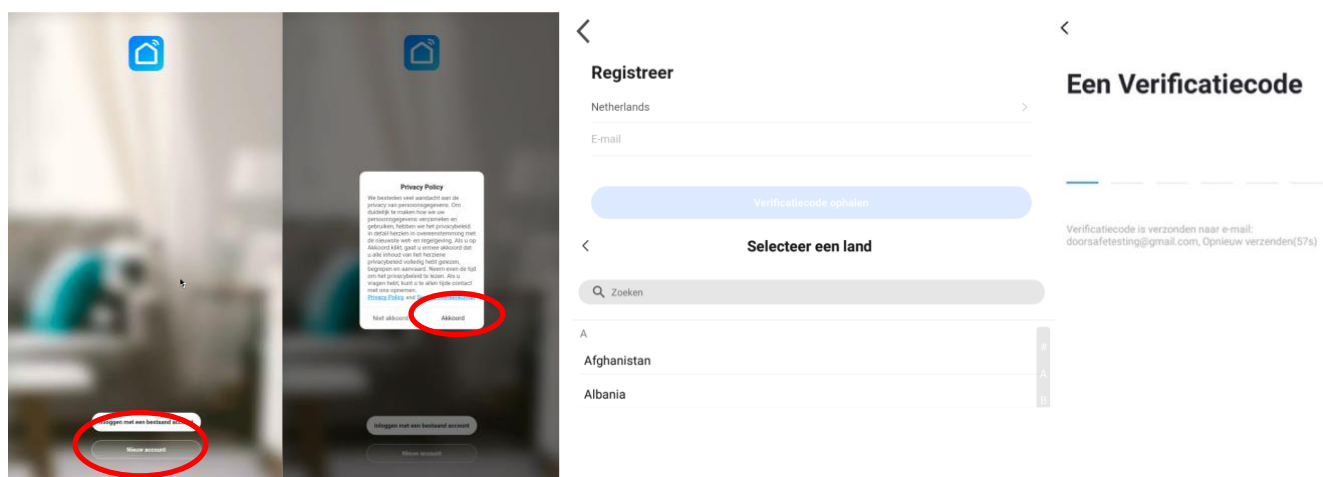 Inloggen met een bestaand account
Nieuw account
Privacy Policy
We besteden veel aandacht aan de
privacy van persoonsgegevens. Om
duidelijk te maken hoe we uw
persoonsgegevens verzamelen en
gebruiken, hebben we het privacybeleid
in detail herzien in overeenstemming met
de nieuwste wet- en regelgeving. Als u op
Akkoord klikt, gaat u ermee akkoord dat
u alle inhoud van het herziene
privacybeleid volledig hebt gelezen,
begrepen en aanvaard. Neem even de tijd
om het privacybeleid te lezen. Als u
vragen hebt, kunt u te allen tijde contact
met ons opnemen.
Privacy Policy and
Niet akkoord Akkoord
Inloggen met een bestaand account
Nieuw account
Registreer
Netherlands
E-mail
Verificatiecode ophalen
Selecteer een land
Zoeken
A
Afghanistan
Albania
#
A
B
Een Verificatiecode
Verificatiecode is verzonden naar e-mail:
doorsafetesting@gmail.com, Opnieuw verzenden(57s)